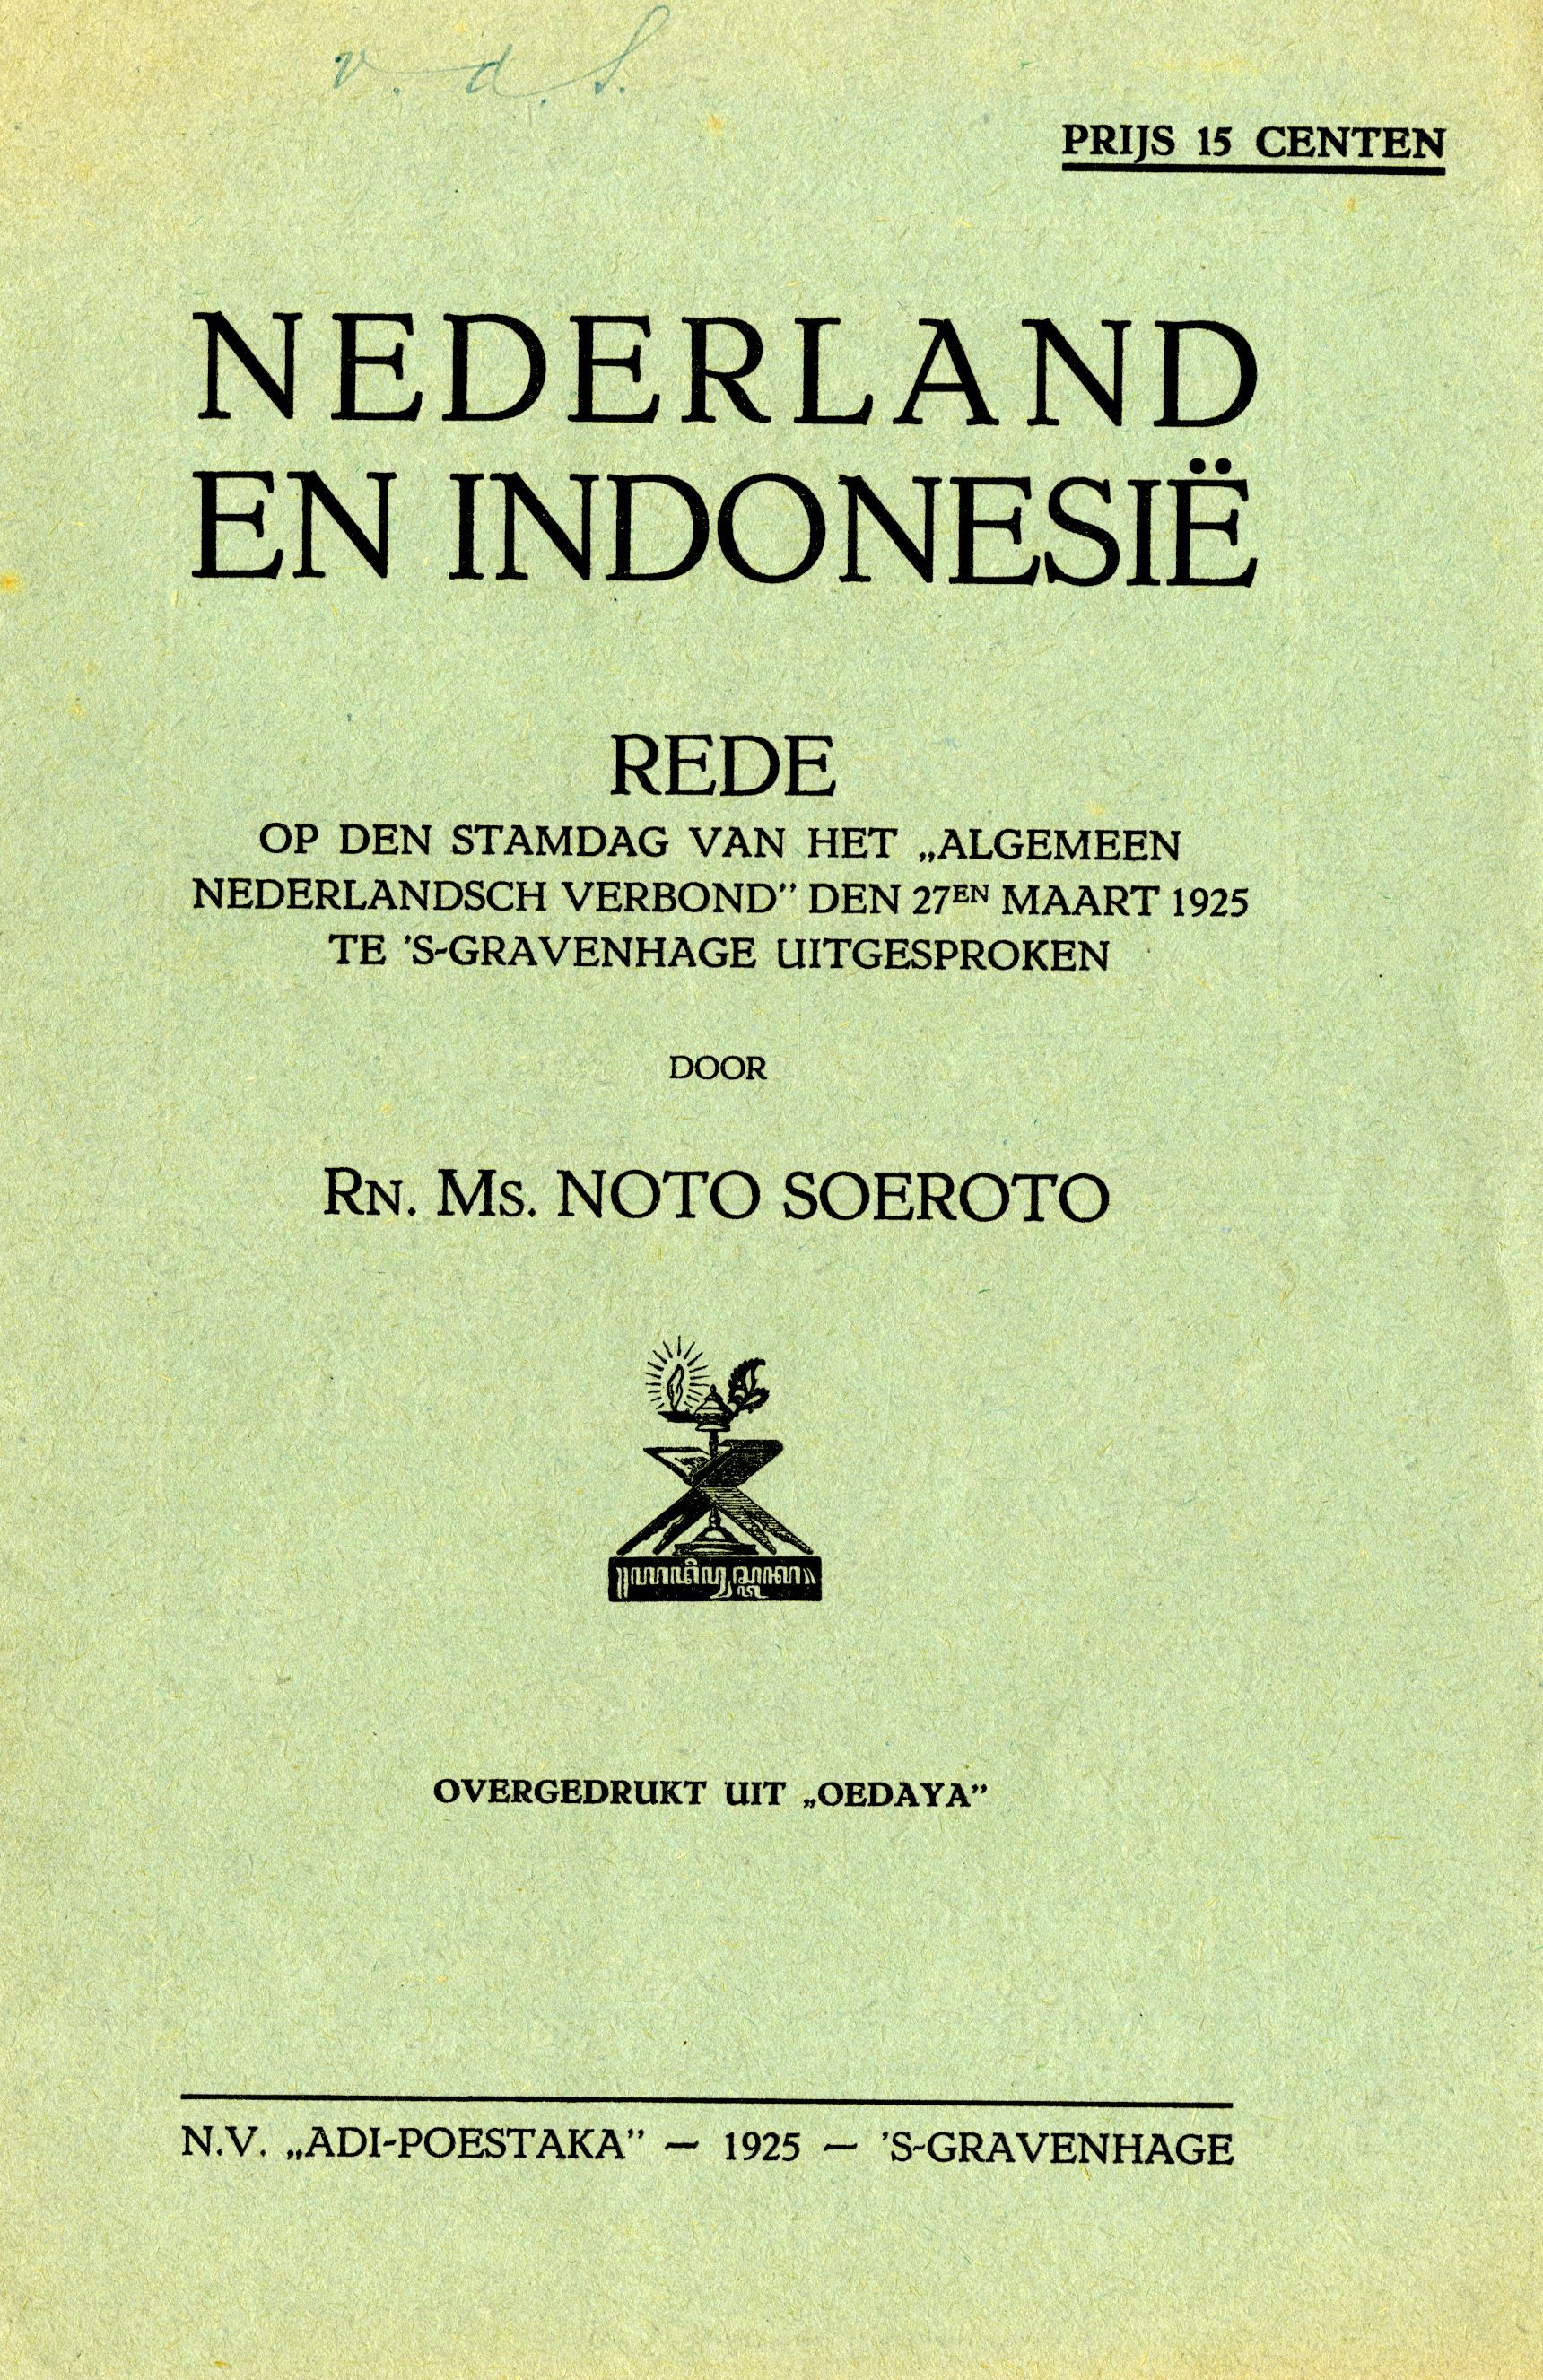 v. d. S.
PRIJS 15 CENTEN
NEDERLAND
EN INDONESIË
REDE
OP DEN STAMDAG VAN HET „ALGEMEEN
NEDERLANDSCH VERBOND” DEN 27EN MAART 1925
TE 'S-GRAVENHAGE UITGESPROKEN
DOOR
RN. MS. NOTO SOEROTO
OVERGEDRUKT UIT „OEDAYA”
N.V. „ADI-POESTAKA” — 1925 — 'S-GRAVENHAGE